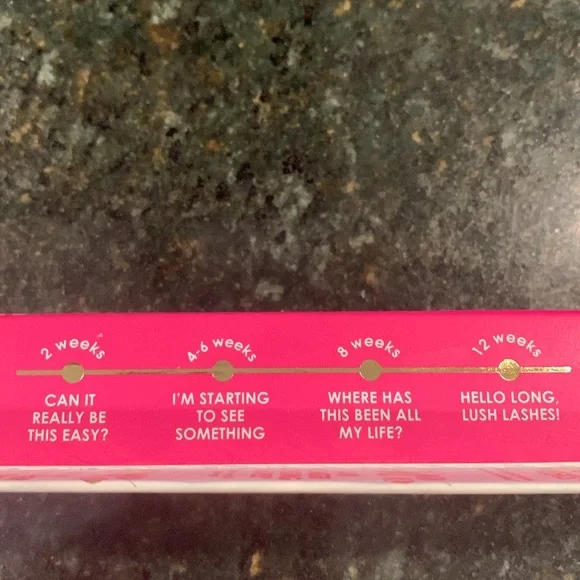 2 weeks
CAN IT
REALLY BE
THIS EASY?
4-6 weeks
I'M STARTING
TO SEE
SOMETHING
8 weeks
WHERE HAS
THIS BEEN ALL
MY LIFE?
12 weeks
HELLO LONG,
LUSH LASHES!